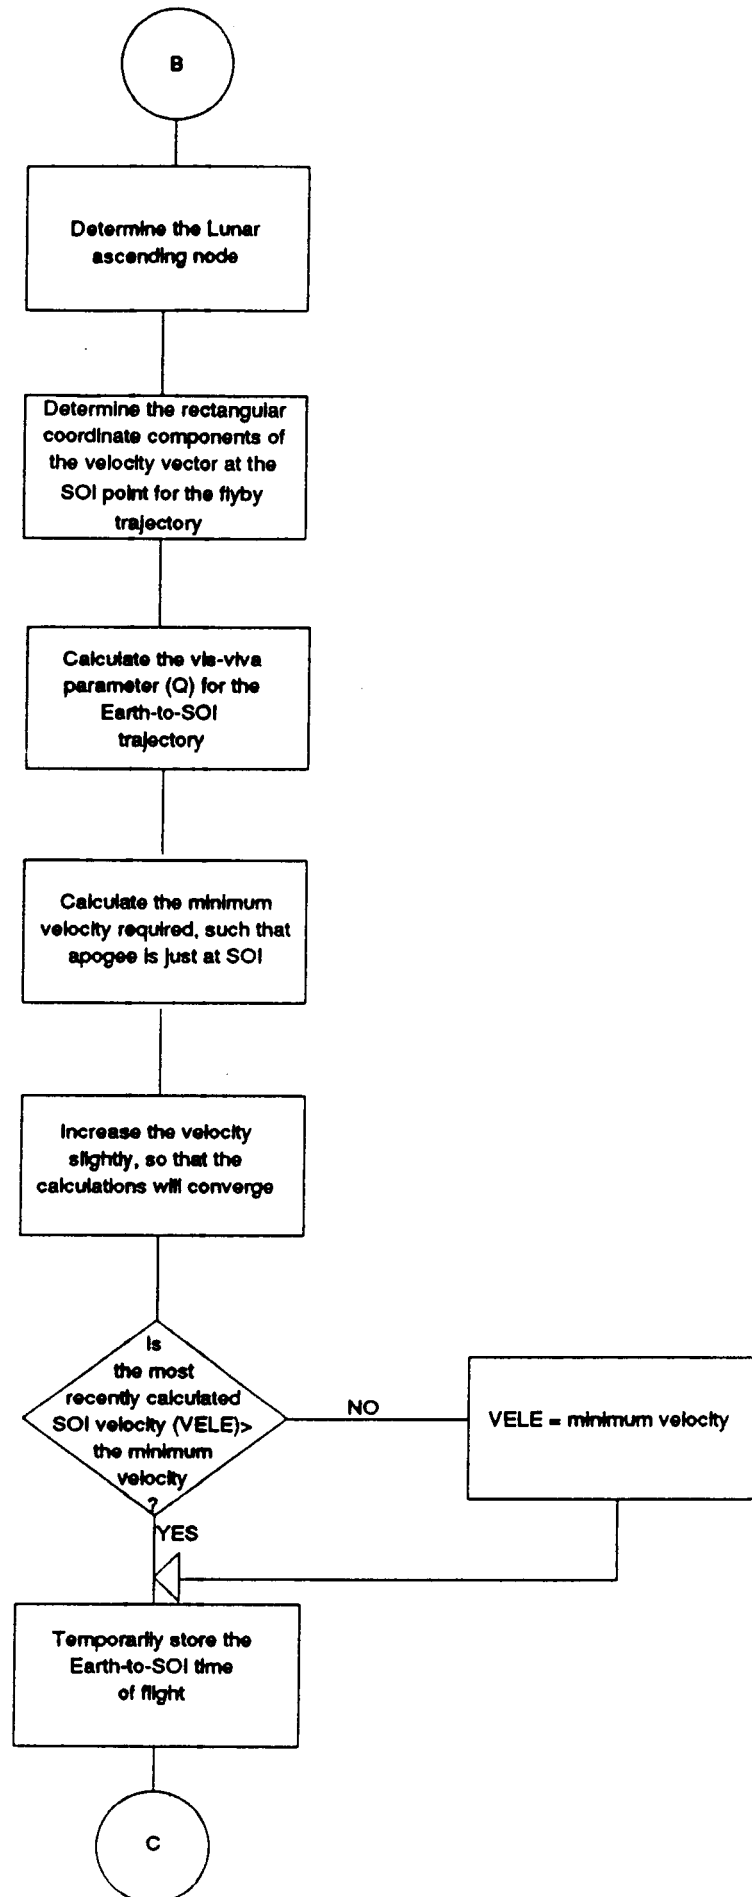 B
Determine the Lunar
ascending node
Determine the rectangular
coordinate components of
the velocity vector at the
SOI point for the flyby
trajectory
Calculate the vis-viva
parameter (Q) for the
Earth-to-SOI
trajectory
Calculate the minimum
velocity required, such that
apogee is just at SOI
Increase the velocity
slightly, so that the
calculations will converge
Is
the most
recently calculated
SOI velocity (VELE)>
the minimum
velocity
?
NO
VELE = minimum velocity
YES
Temporarily store the
Earth-to-SOI time
of flight
C